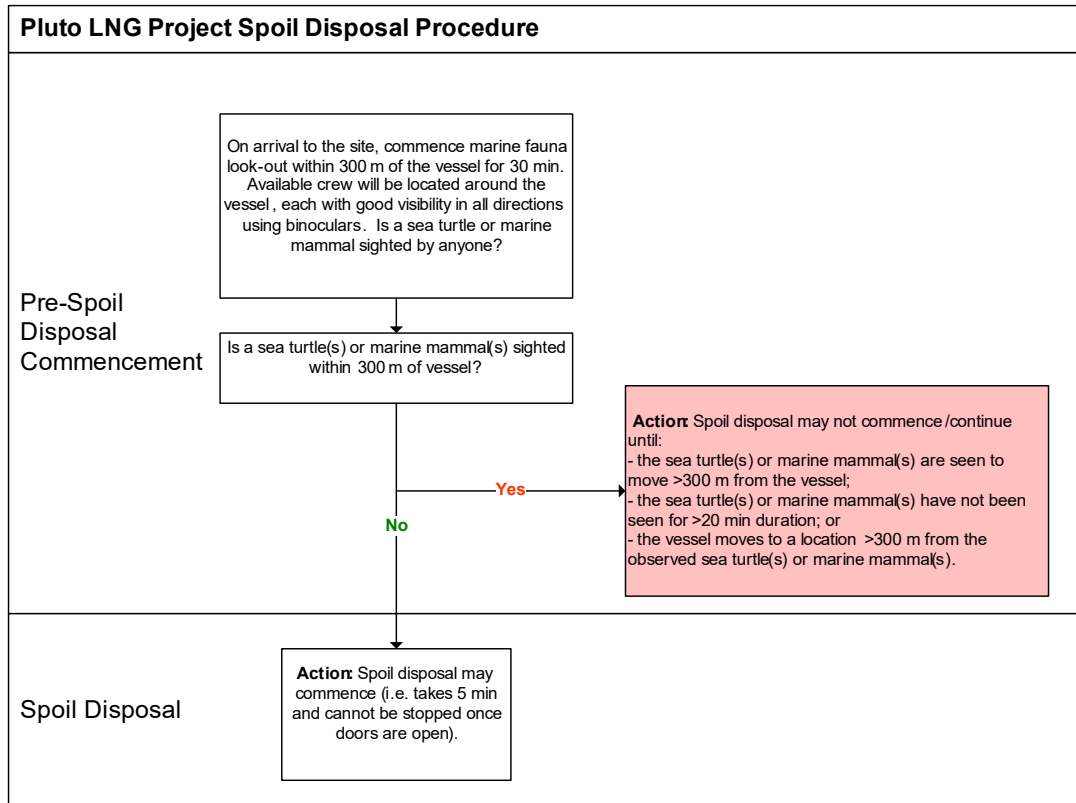 Pluto LNG Project Spoil Disposal Procedure
On arrival to the site, commence marine fauna
look-out within 300 m of the vessel for 30 min.
Available crew will be located around the
vessel, each with good visibility in all directions
using binoculars. Is a sea turtle or marine
mammal sighted by anyone?
Pre-Spoil
Disposal
Commencement
Is a sea turtle(s) or marine mammal(s) sighted
within 300 m of vessel?
Action: Spoil disposal may not commence/continue
until:
- the sea turtle(s) or marine mammal(s) are seen to
move >300 m from the vessel;
- the sea turtle(s) or marine mammal(s) have not been
seen for >20 min duration; or
- the vessel moves to a location >300 m from the
observed sea turtle(s) or marine mammal(s).
Yes
No
Spoil Disposal
Action: Spoil disposal may
commence (i.e. takes 5 min
and cannot be stopped once
doors are open).